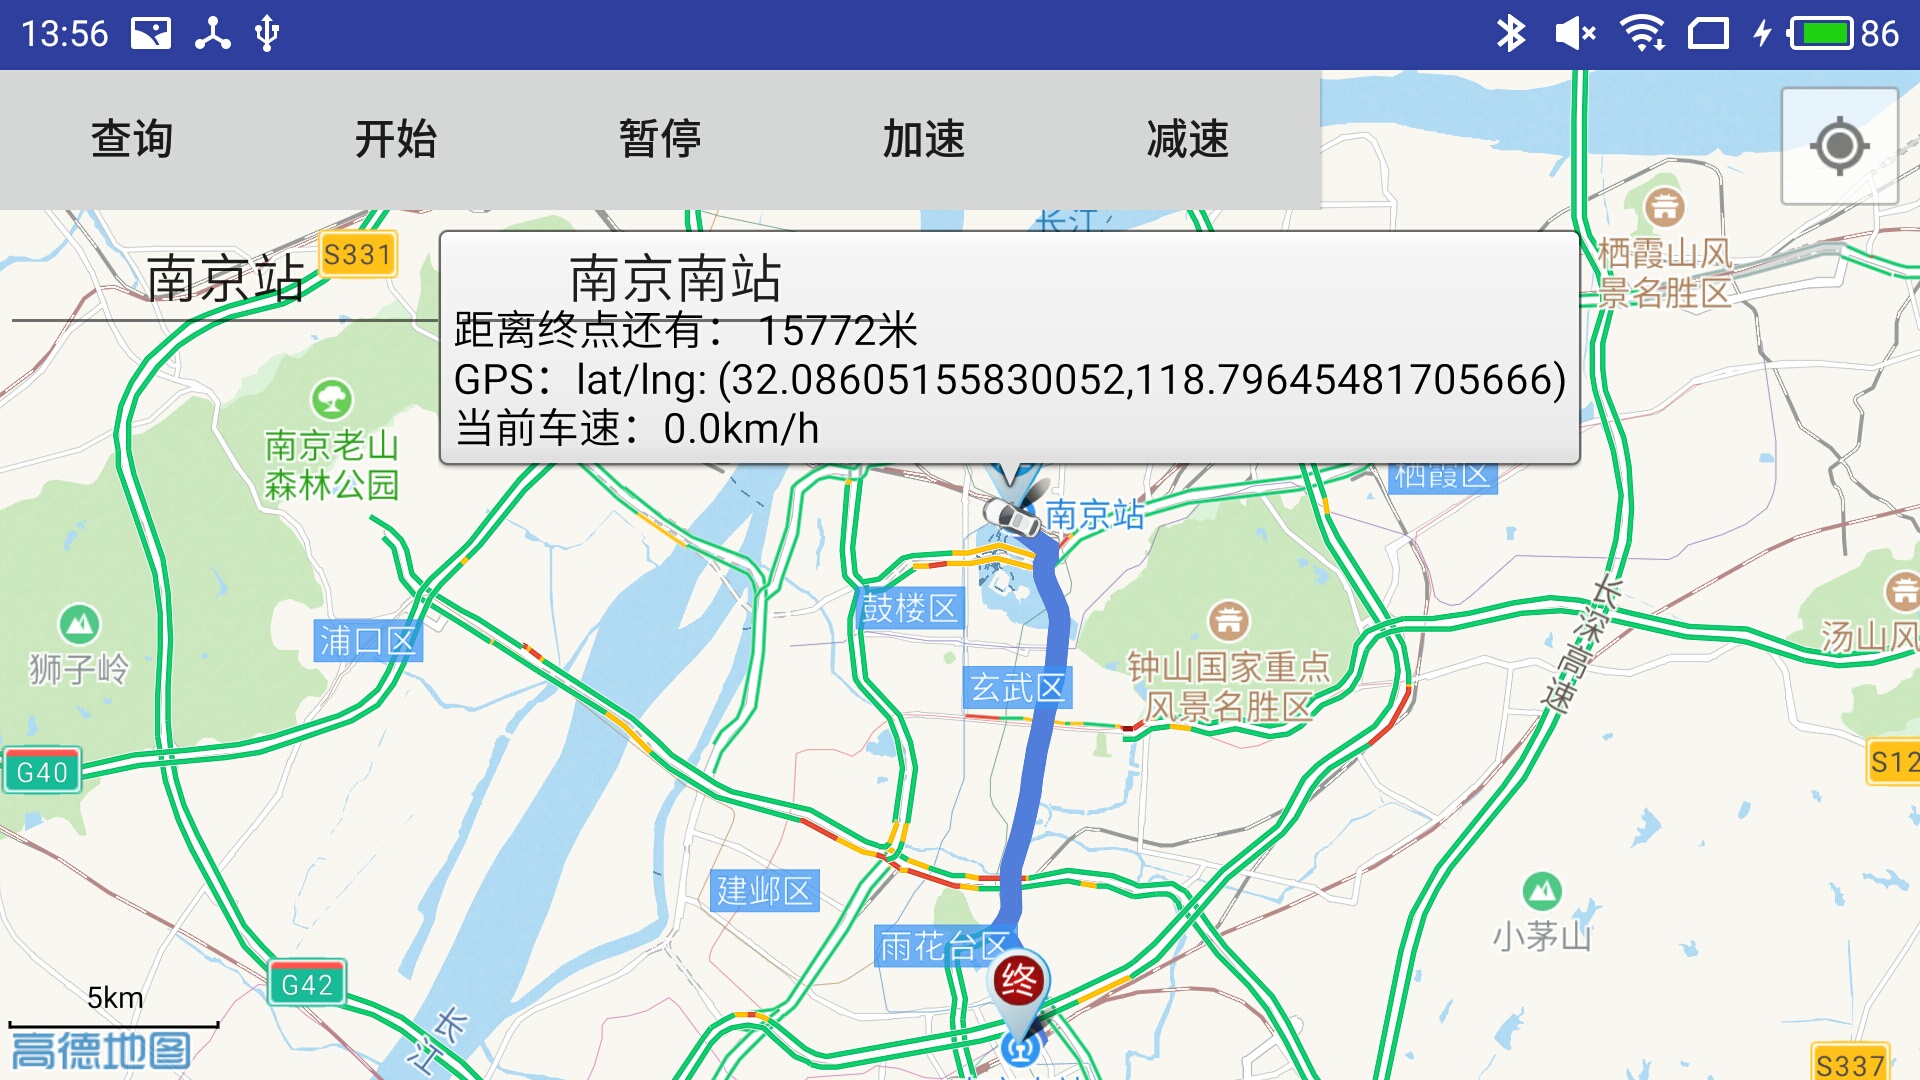 13:56
86
查询
开始
暂停
加速
减速
长江
南京站
S331
南京南站
距离终点还有： 15772米
GPS：lat/lng: (32.08605155830052,118.79645481705666)
当前车速：0.0km/h
栖霞山风
景名胜区
南京老山
森林公园
栖霞区
南京站
鼓楼区
浦口区
狮子岭
玄武区
钟山国家重点
风景名胜区
长深高速
汤山风
G40
S12
建邺区
雨花台区
小茅山
终
G42
5km
长江
高德地图
S337